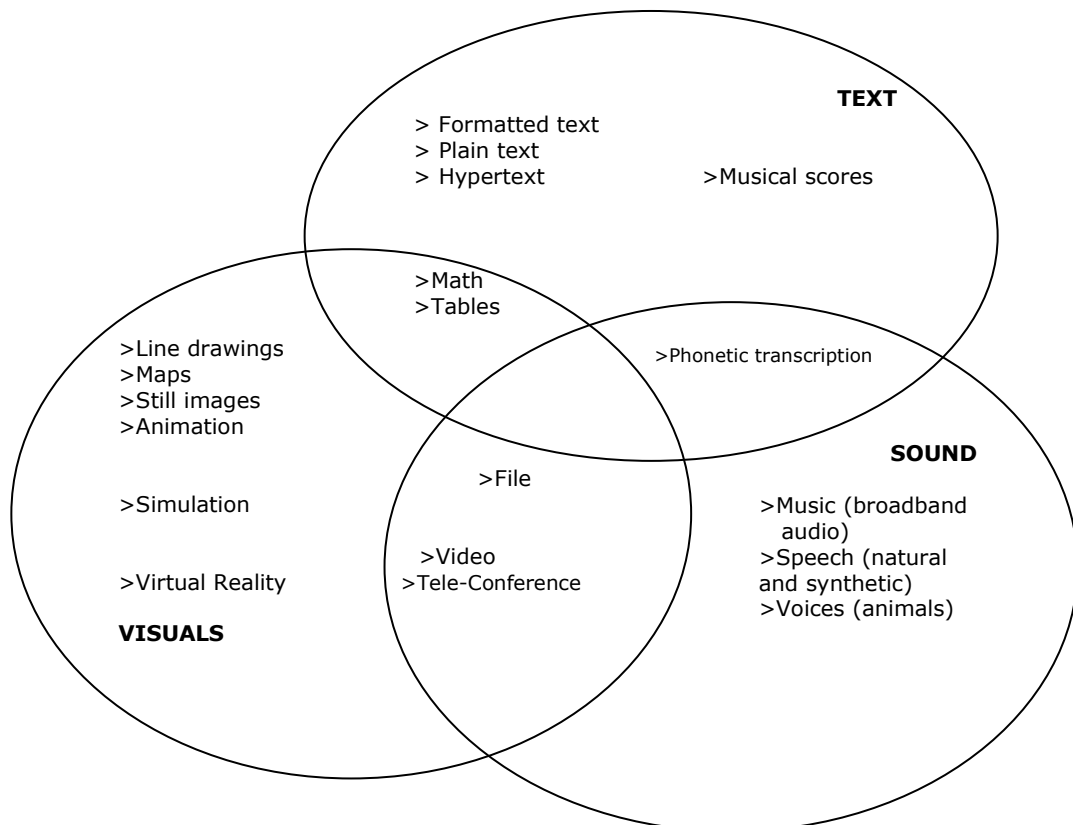 TEXT
> Formatted text
> Plain text
> Hypertext
>Musical scores
>Math
>Tables
>Line drawings
>Maps
>Still images
>Animation
>Phonetic transcription
SOUND
>File
>Simulation
>Music (broadband
audio)
>Speech (natural
and synthetic)
>Voices (animals)
>Video
>Tele-Conference
>Virtual Reality
VISUALS